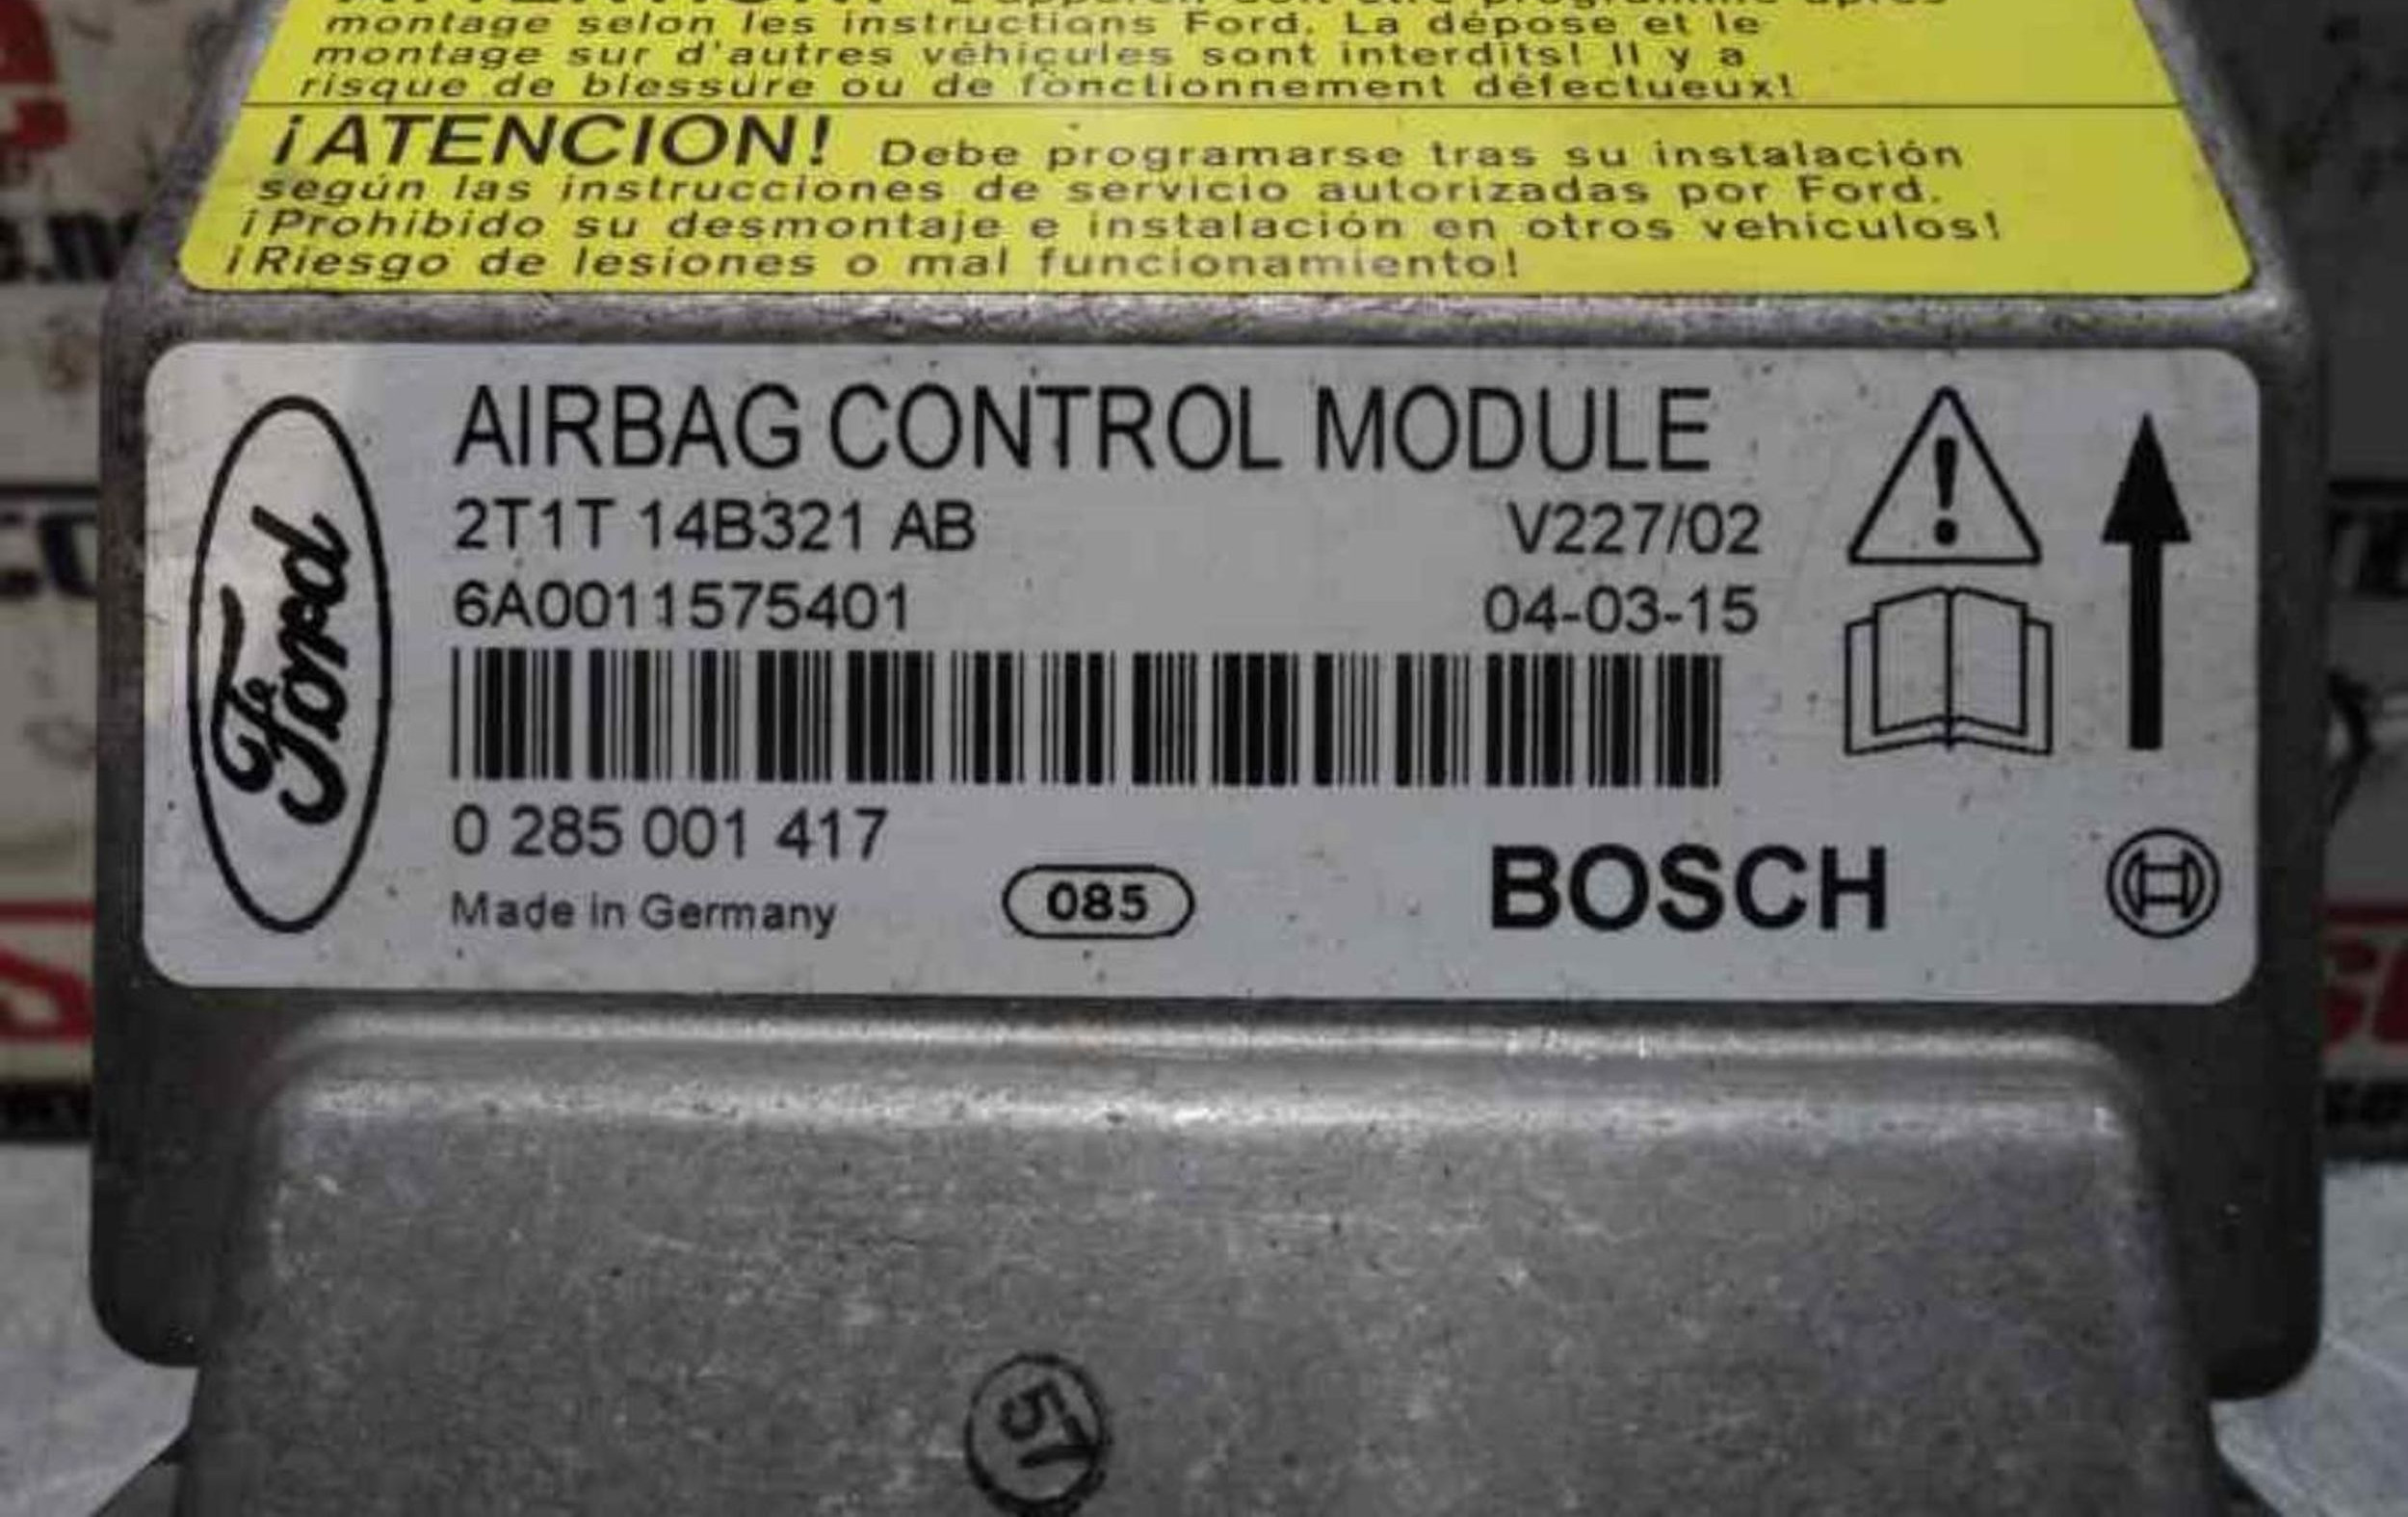 montage selon les instructions Ford. La dépose et le
montage sur d'autres véhicules sont interdits! Il y a
risque de blessure ou de fonctionnement défectueux!
¡ATENCION! Debe programarse tras su instalación
según las instrucciones de servicio autorizadas por Ford.
¡Prohibido su desmontaje e instalación en otros vehículos!
¡Riesgo de lesiones o mal funcionamiento!
Ford
AIRBAG CONTROL MODULE
2T1T 14B321 AB V227/02
6A0011575401 04-03-15
0 285 001 417
Made in Germany 085 BOSCH
57